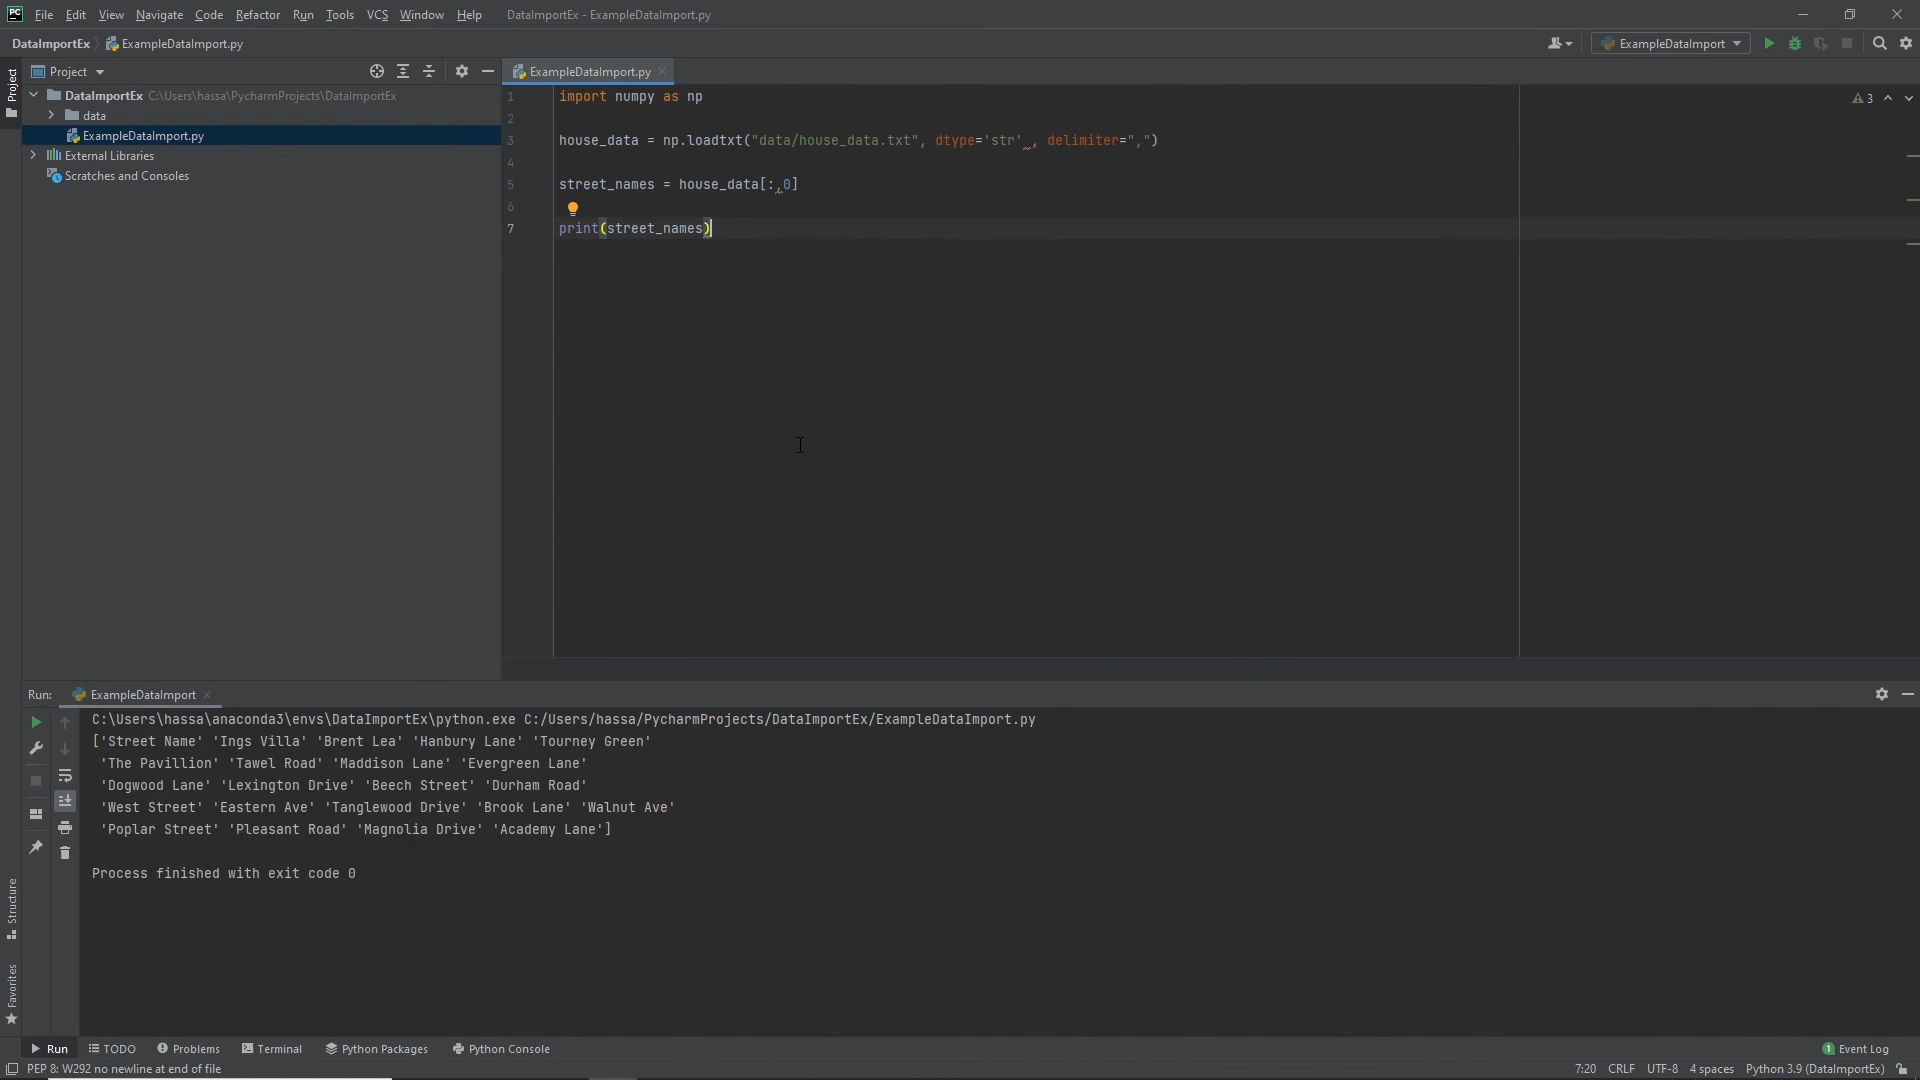 PC File Edit View Navigate Code Refactor Run Tools VCS Window Help DataImportEx - ExampleDataImport.py
DataImportEx ExampleDataImport.py ExampleDataImport
Project
Project
DataImportEx C:\Users\hassa\PycharmProjects\DataImportEx
data
ExampleDataImport.py
External Libraries
Scratches and Consoles
ExampleDataImport.py
3
1 import numpy as np
2
3 house_data = np.loadtxt("data/house_data.txt", dtype='str' , delimiter=",")
4
5 street_names = house_data[:,0]
6
7 print(street_names)
Run: ExampleDataImport
C:\Users\hassa\anaconda3\envs\DataImportEx\python.exe C:/Users/hassa/PycharmProjects/DataImportEx/ExampleDataImport.py
['Street Name' 'Ings Villa' 'Brent Lea' 'Hanbury Lane' 'Tourney Green'
'The Pavillion' 'Tawel Road' 'Maddison Lane' 'Evergreen Lane'
'Dogwood Lane' 'Lexington Drive' 'Beech Street' 'Durham Road'
'West Street' 'Eastern Ave' 'Tanglewood Drive' 'Brook Lane' 'Walnut Ave'
'Poplar Street' 'Pleasant Road' 'Magnolia Drive' 'Academy Lane']
Process finished with exit code 0
Structure
Favorites
Run TODO Problems Terminal Python Packages Python Console 1 Event Log
PEP 8: W292 no newline at end of file 7:20 CRLF UTF-8 4 spaces Python 3.9 (DataImportEx)